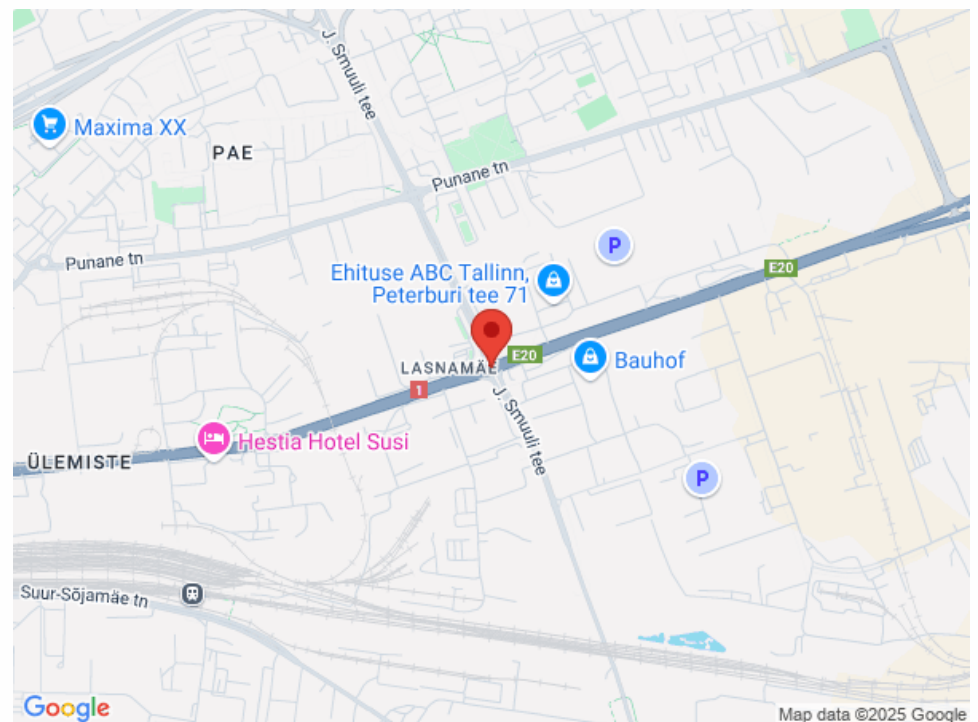 J. Smuuli tee
Maxima XX
PAE
Punane tn
Punane tn
Ehituse ABC Tallinn,
Peterburi tee 71
P
E20
E20
LASNAMÄE
Bauhof
1
J. Smuuli tee
Hestia Hotel Susi
ÜLEMISTE
P
Suur-Sõjamäe tn
Google
Map data ©2025 Google